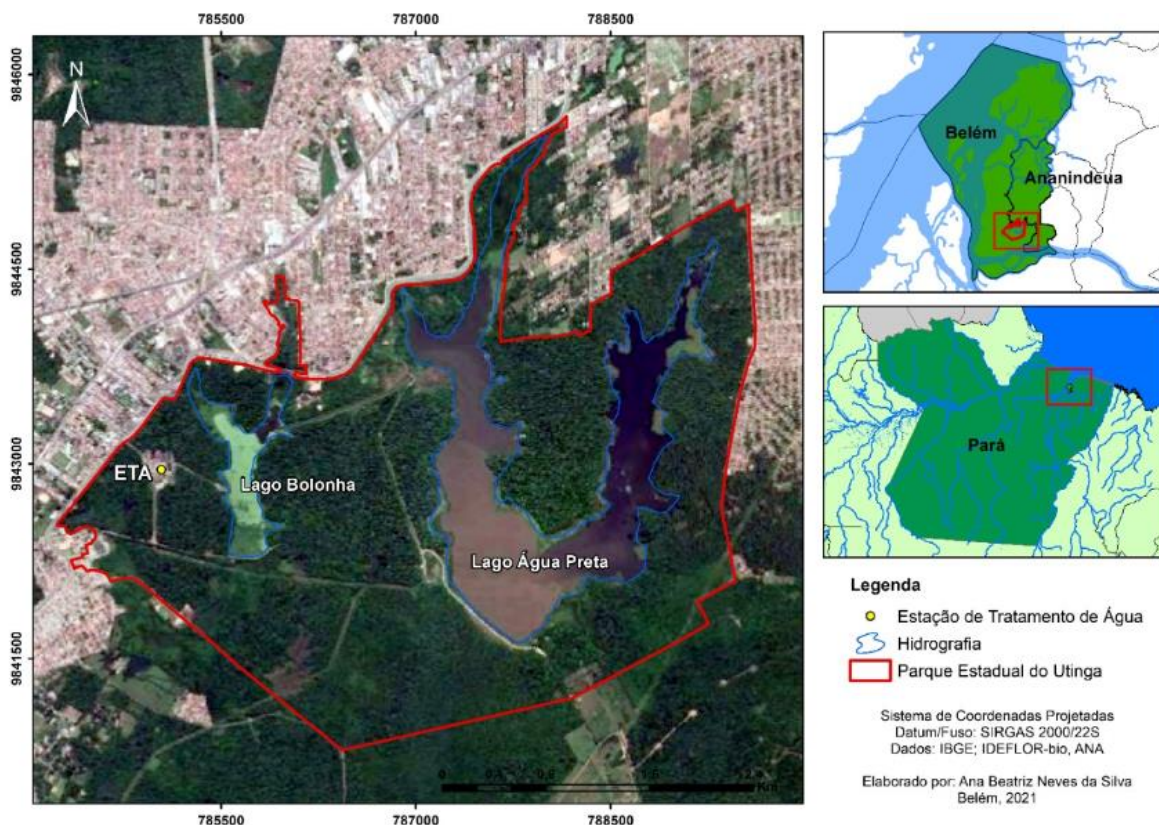 785500 787000 788500
9846000
N
9844500
9843000
ETA
Lago Bolonha
Lago Água Preta
9841500
Km
785500 787000 788500
Belém
Ananindeua
Pará
Legenda
Estação de Tratamento de Água
Hidrografia
Parque Estadual do Utinga
Sistema de Coordenadas Projetadas
Datum/Fuso: SIRGAS 2000/22S
Dados: IBGE; IDEFLOR-bio, ANA
Elaborado por: Ana Beatriz Neves da Silva
Belém, 2021